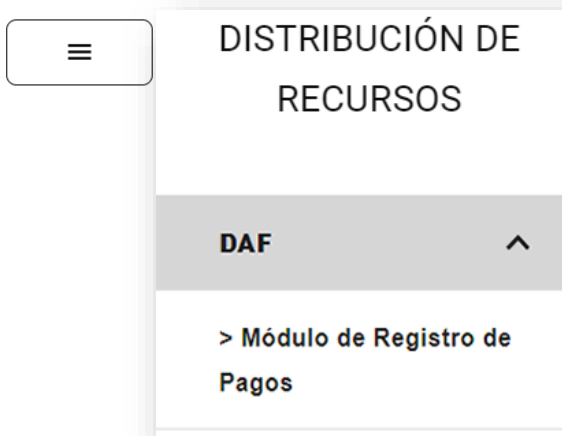 DISTRIBUCIÓN DE
RECURSOS
DAF
> Módulo de Registro de
Pagos